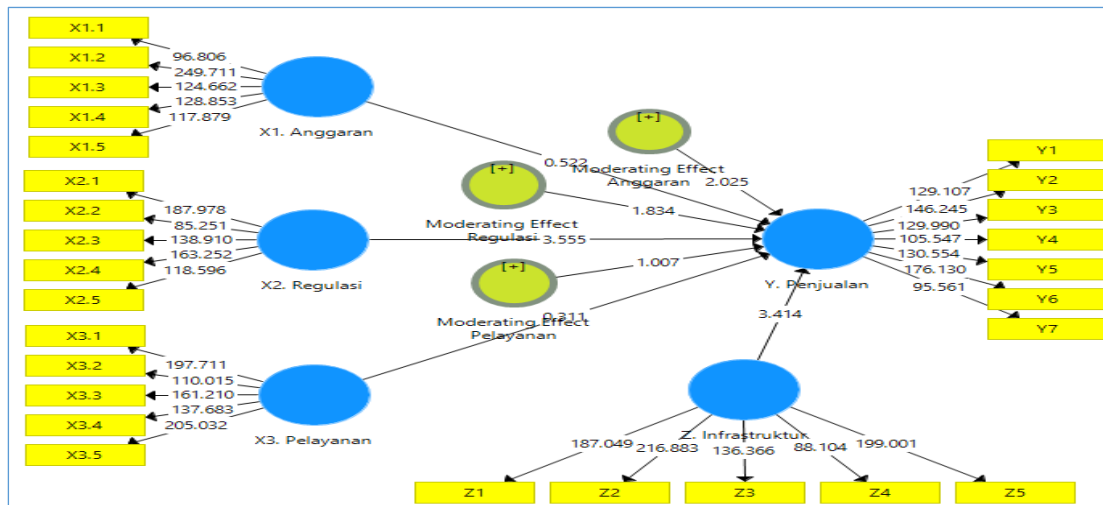 X1.1
X1.2
X1.3
X1.4
X1.5
96.806
249.711
124.662
128.853
117.879
X1. Anggaran
0.522
[+]
Moderating Effect
Anggaran
2.025
X2.1
X2.2
X2.3
X2.4
X2.5
187.978
85.251
138.910
163.252
118.596
X2. Regulasi
[+]
Moderating Effect
Regulasi
1.834
3.555
[+]
Moderating Effect
Pelayanan
1.007
0.311
X3.1
X3.2
X3.3
X3.4
X3.5
197.711
110.015
161.210
137.683
205.032
X3. Pelayanan
Y. Penjualan
129.107
146.245
129.990
105.547
130.554
176.130
95.561
Y1
Y2
Y3
Y4
Y5
Y6
Y7
3.414
Z. Infrastruktur
187.049
216.883
136.366
88.104
199.001
Z1
Z2
Z3
Z4
Z5